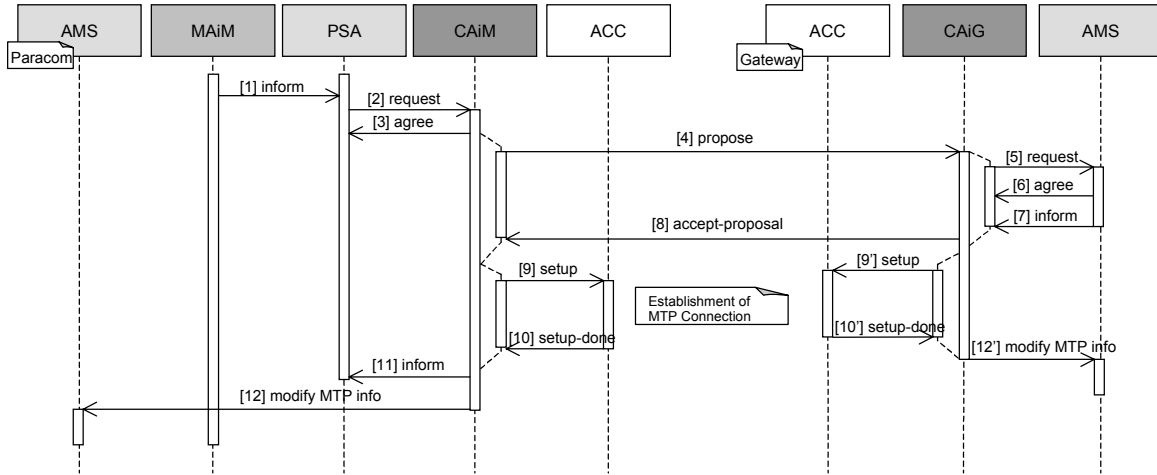 AMS
MAiM
PSA
CAiM
ACC
ACC
CAiG
AMS
Paracom
Gateway
[1] inform
[2] request
[3] agree
[4] propose
[5] request
[6] agree
[7] inform
[8] accept-proposal
[9] setup
[9'] setup
Establishment of
MTP Connection
[10] setup-done
[10'] setup-done
[11] inform
[12'] modify MTP info
[12] modify MTP info